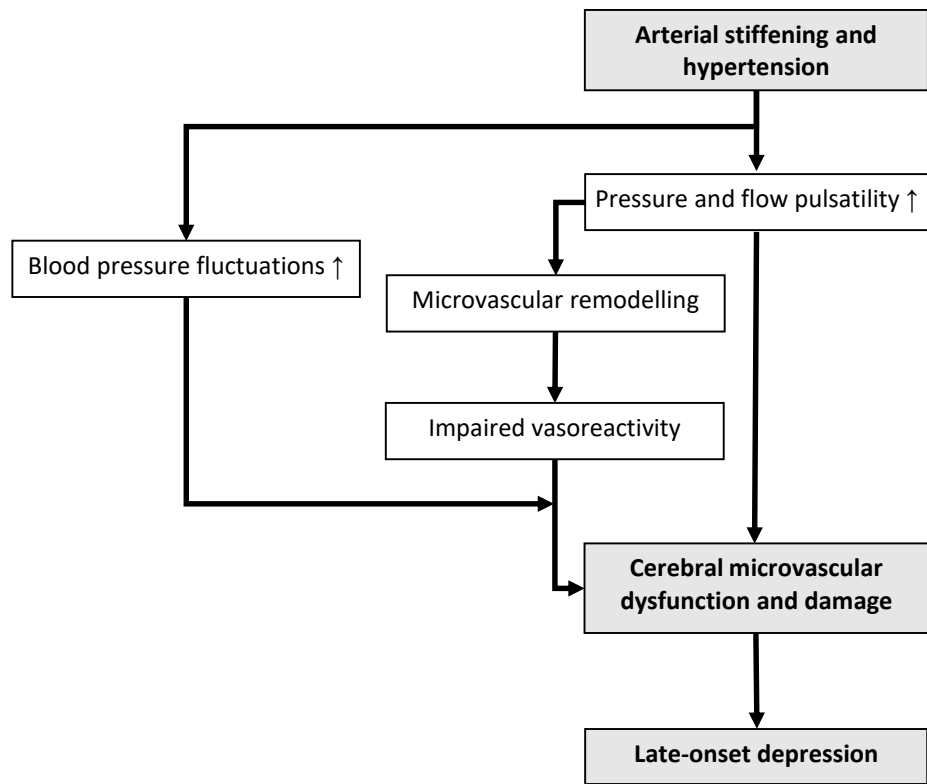 Arterial stiffening and
hypertension
Pressure and flow pulsatility ↑
Blood pressure fluctuations ↑
Microvascular remodelling
Impaired vasoreactivity
Cerebral microvascular
dysfunction and damage
Late-onset depression